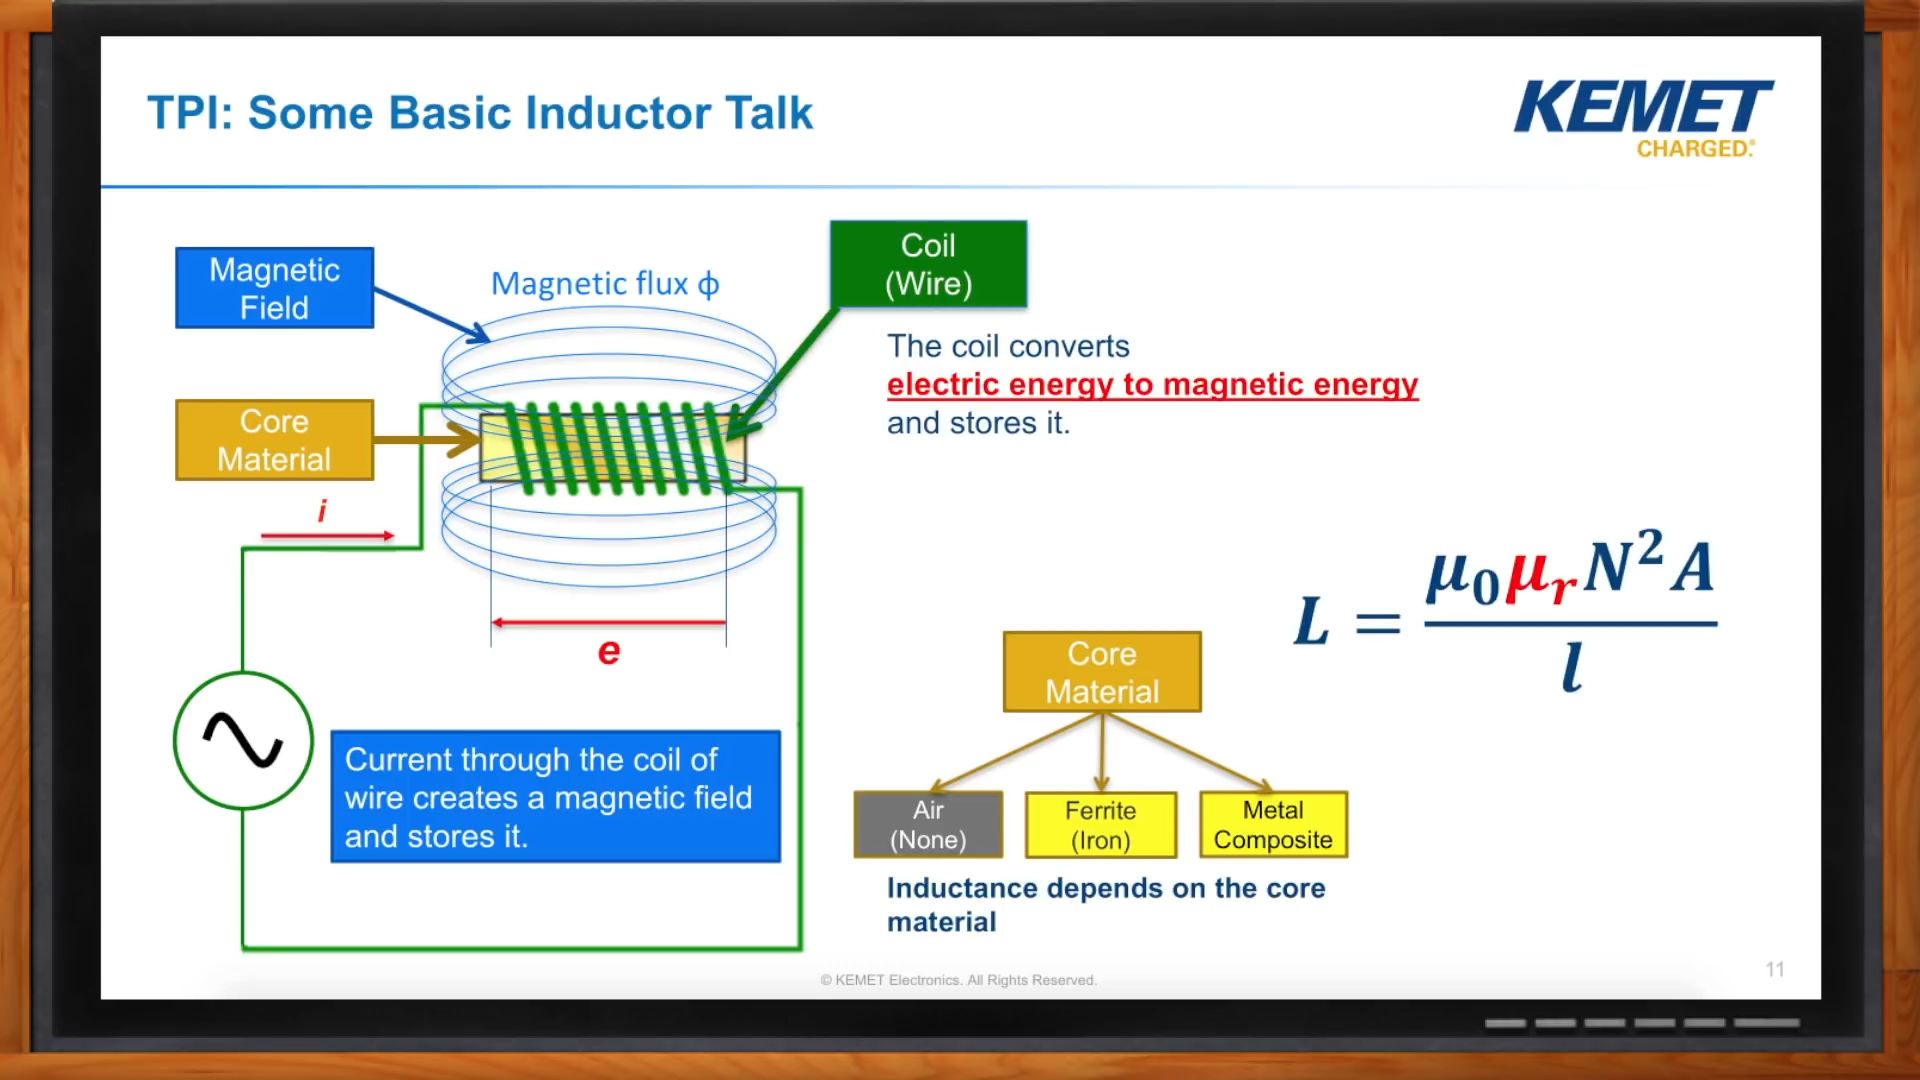 TPI: Some Basic Inductor Talk
KEMET
CHARGED.®
Magnetic
Field
Magnetic flux ϕ
Coil
(Wire)
The coil converts
electric energy to magnetic energy
and stores it.
Core
Material
i
e
L = μ₀μᵣN²A / l
Core
Material
Current through the coil of
wire creates a magnetic field
and stores it.
Air
(None)
Ferrite
(Iron)
Metal
Composite
Inductance depends on the core
material
© KEMET Electronics. All Rights Reserved.
11